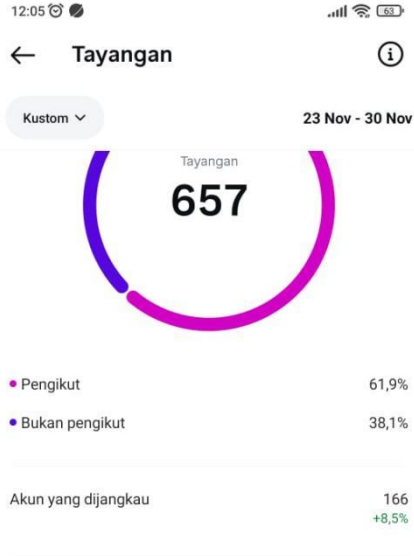 12:05
63
Tayangan
Kustom
23 Nov - 30 Nov
Tayangan
657
Pengikut 61,9%
Bukan pengikut 38,1%
Akun yang dijangkau 166
+8,5%